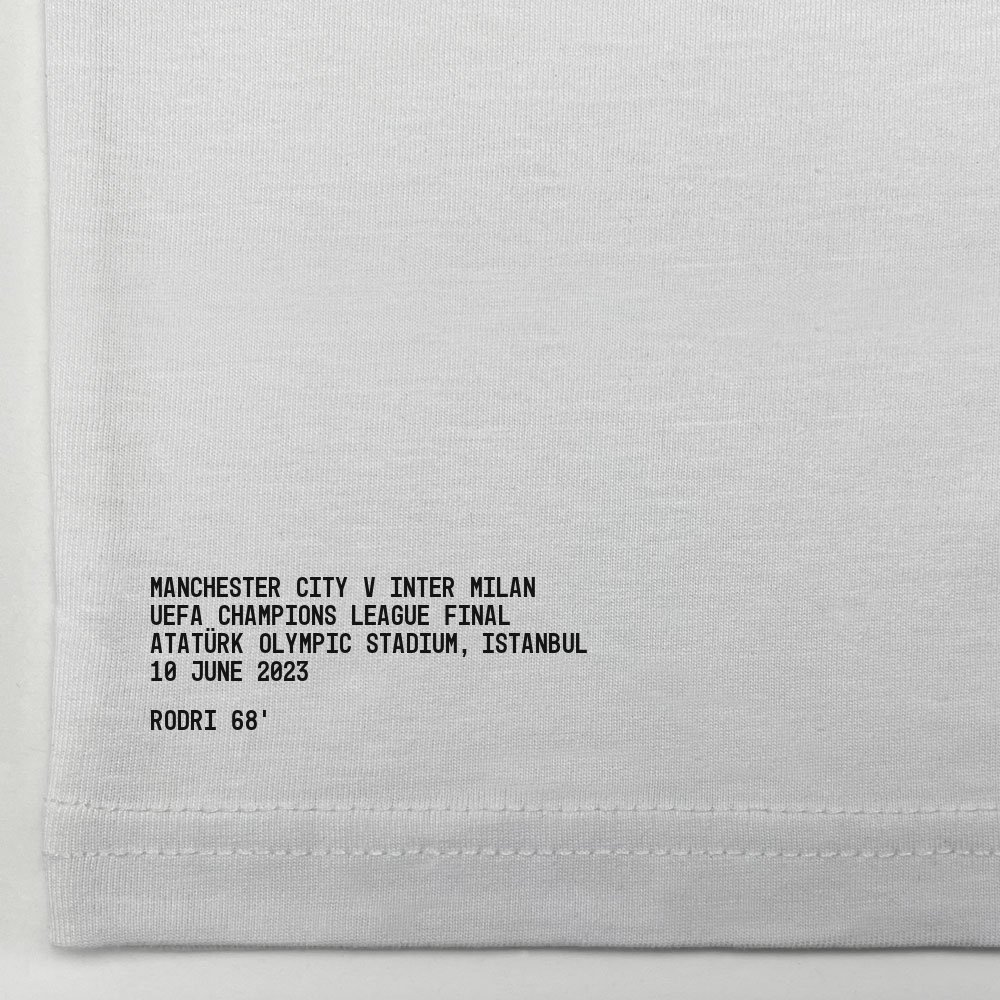 MANCHESTER CITY V INTER MILAN
UEFA CHAMPIONS LEAGUE FINAL
ATATÜRK OLYMPIC STADIUM, ISTANBUL
10 JUNE 2023
RODRI 68'